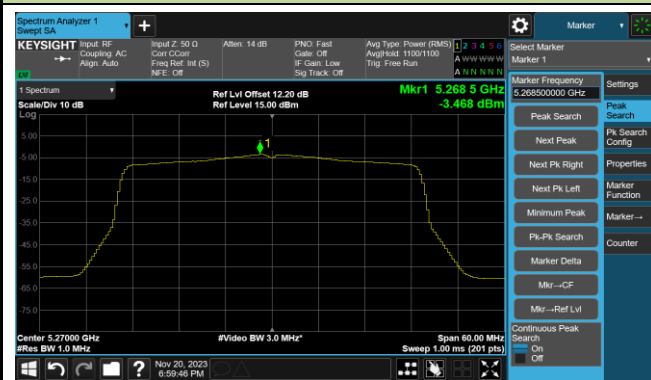 Spectrum Analyzer 1
Swept SA
+
Marker
KEYSIGHT
Input: RF
Coupling: AC
Align: Auto
Input Z: 50 Ω
Corr CCorr
Freq Ref: Int (S)
NFE: Off
Atten: 14 dB
PNO: Fast
Gate: Off
IF Gain: Low
Sig Track: Off
Avg Type: Power (RMS)
Avg|Hold: 1100/1100
Trig: Free Run
1 2 3 4 5 6
A W W W W W
A N N N N N
LXI
Select Marker
Marker 1
1 Spectrum
Scale/Div 10 dB
Log
Ref Lvl Offset 12.20 dB
Ref Level 15.00 dBm
Mkr1 5.268 5 GHz
-3.468 dBm
5.00
-5.00
-15.0
-25.0
-35.0
-45.0
-55.0
-65.0
-75.0
1
Center 5.27000 GHz
#Res BW 1.0 MHz
#Video BW 3.0 MHz*
Span 60.00 MHz
Sweep 1.00 ms (201 pts)
Marker Frequency
5.268500000 GHz
Peak Search
Next Peak
Next Pk Right
Next Pk Left
Minimum Peak
Pk-Pk Search
Marker Delta
Mkr→CF
Mkr→Ref Lvl
Continuous Peak
Search
On
Off
Settings
Peak
Search
Pk Search
Config
Properties
Marker
Function
Marker→
Counter
?
Nov 20, 2023
6:59:46 PM